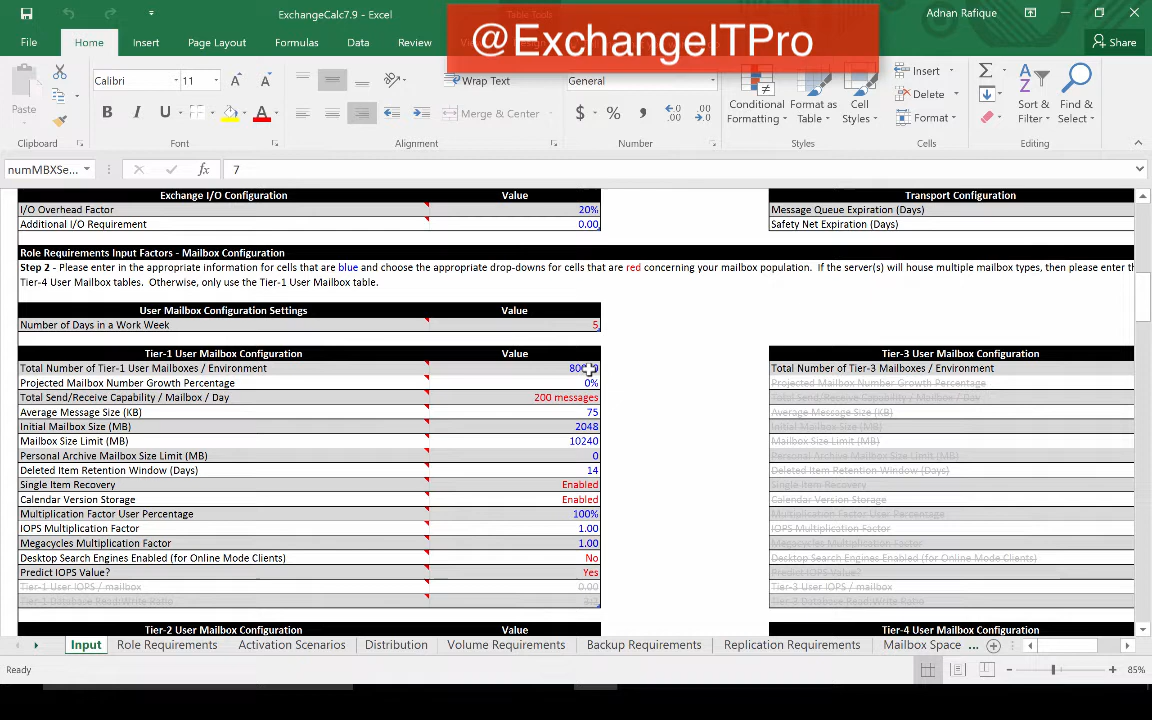 ExchangeCalc7.9 - Excel
Adnan Rafique
@ExchangeITPro
File Home Insert Page Layout Formulas Data Review Share
Paste
Calibri 11
B I U A
Wrap Text
Merge & Center
General
$ % , .00
Conditional Formatting
Format as Table
Cell Styles
Insert
Delete
Format
Sort & Filter
Find & Select
Clipboard Font Alignment Number Styles Cells Editing
numMBXSe... fx 7
Exchange I/O Configuration Value Transport Configuration
I/O Overhead Factor 20% Message Queue Expiration (Days)
Additional I/O Requirement 0.00 Safety Net Expiration (Days)
Role Requirements Input Factors - Mailbox Configuration
Step 2 - Please enter in the appropriate information for cells that are blue and choose the appropriate drop-downs for cells that are red concerning your mailbox population. If the server(s) will house multiple mailbox types, then please enter th
Tier-4 User Mailbox tables. Otherwise, only use the Tier-1 User Mailbox table.
User Mailbox Configuration Settings Value
Number of Days in a Work Week 5
Tier-1 User Mailbox Configuration Value Tier-3 User Mailbox Configuration
Total Number of Tier-1 User Mailboxes / Environment Total Number of Tier-3 Mailboxes / Environment
Projected Mailbox Number Growth Percentage 0% Projected Mailbox Number Growth Percentage
Total Send/Receive Capability / Mailbox / Day 200 messages Total Send/Receive Capability / Mailbox / Day
Average Message Size (KB) 75 Average Message Size (KB)
Initial Mailbox Size (MB) 2048 Initial Mailbox Size (MB)
Mailbox Size Limit (MB) 10240 Mailbox Size Limit (MB)
Personal Archive Mailbox Size Limit (MB) 0 Personal Archive Mailbox Size Limit (MB)
Deleted Item Retention Window (Days) 14 Deleted Item Retention Window (Days)
Single Item Recovery Enabled Single Item Recovery
Calendar Version Storage Enabled Calendar Version Storage
Multiplication Factor User Percentage 100% Multiplication Factor User Percentage
IOPS Multiplication Factor 1.00 IOPS Multiplication Factor
Megacycles Multiplication Factor 1.00 Megacycles Multiplication Factor
Desktop Search Engines Enabled (for Online Mode Clients) No Desktop Search Engines Enabled (for Online Mode Clients)
Predict IOPS Value? Yes Predict IOPS Value?
Tier-1 User IOPS / mailbox 0.00 Tier-3 User IOPS / mailbox
Tier-1 Database Read:Write Ratio Tier-3 Database Read:Write Ratio
Tier-2 User Mailbox Configuration Value Tier-4 User Mailbox Configuration
Input Role Requirements Activation Scenarios Distribution Volume Requirements Backup Requirements Replication Requirements Mailbox Space ...
Ready 85%